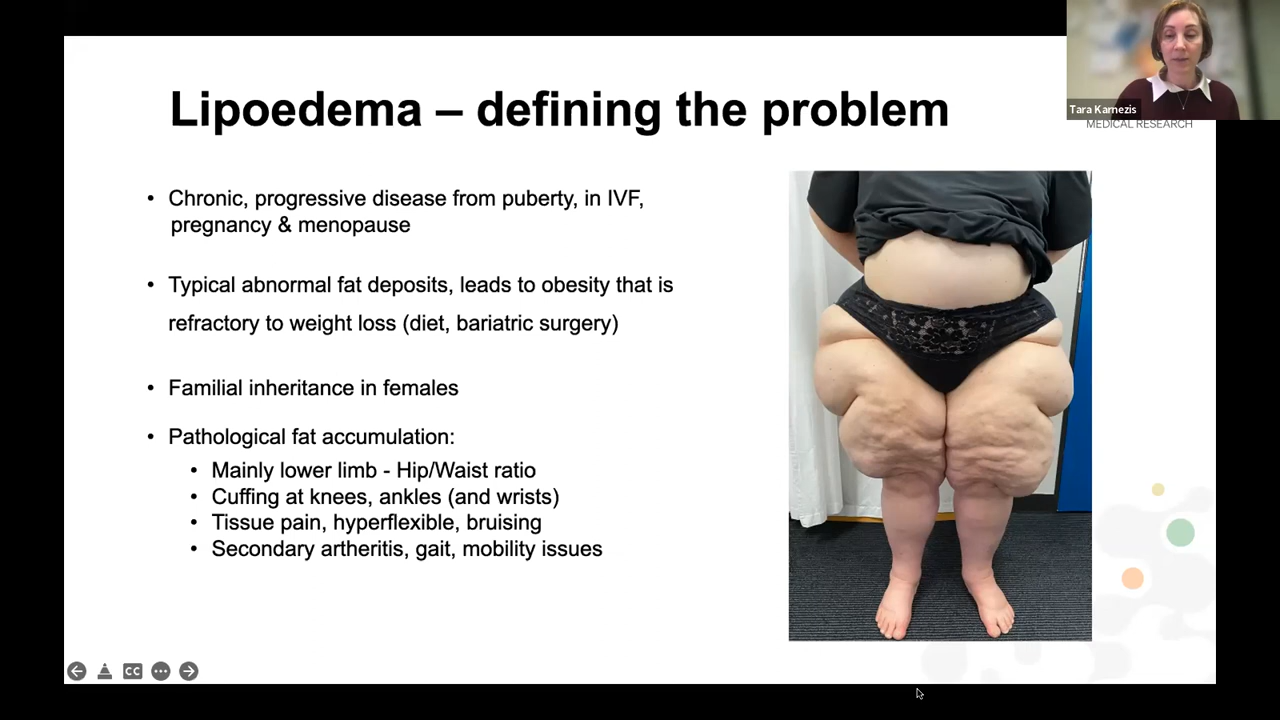 Lipoedema – defining the problem
Tara Karnezis
MEDICAL RESEARCH
• Chronic, progressive disease from puberty, in IVF,
pregnancy & menopause
• Typical abnormal fat deposits, leads to obesity that is
refractory to weight loss (diet, bariatric surgery)
• Familial inheritance in females
• Pathological fat accumulation:
• Mainly lower limb - Hip/Waist ratio
• Cuffing at knees, ankles (and wrists)
• Tissue pain, hyperflexible, bruising
• Secondary artheritis, gait, mobility issues
CC